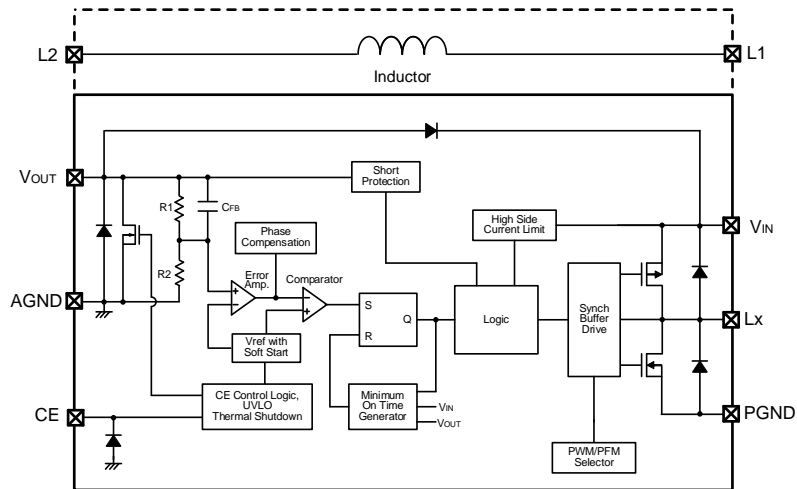 L2
L1
Inductor
VOUT
Short
Protection
R1
CFB
High Side
Current Limit
VIN
Phase
Compensation
R2
Error
Amp.
Comparator
AGND
Vref with
Soft Start
S
R
Q
Logic
Synch
Buffer
Drive
Lx
CE Control Logic,
UVLO
Thermal Shutdown
Minimum
On Time
Generator
VIN
VOUT
CE
PGND
PWM/PFM
Selector